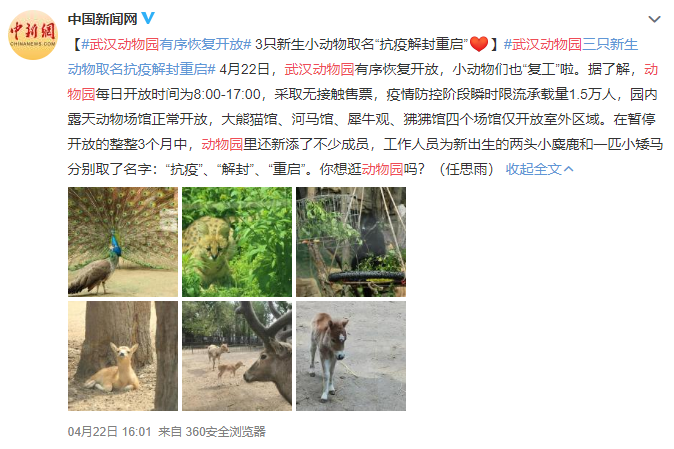 中新网
CHINANEWS.COM
中国新闻网
【#武汉动物园有序恢复开放# 3只新生小动物取名“抗疫解封重启”❤️】#武汉动物园三只新生
动物取名抗疫解封重启# 4月22日，武汉动物园有序恢复开放，小动物们也“复工”啦。据了解，动
物园每日开放时间为8:00-17:00，采取无接触售票，疫情防控阶段瞬时限流承载量1.5万人，园内
露天动物场馆正常开放，大熊猫馆、河马馆、犀牛观、狒狒馆四个场馆仅开放室外区域。在暂停
开放的整整3个月中，动物园里还新添了不少成员，工作人员为新出生的两头小麋鹿和一匹小矮马
分别取了名字：“抗疫”、“解封”、“重启”。你想逛动物园吗？（任思雨） 收起全文
04月22日 16:01 来自 360安全浏览器